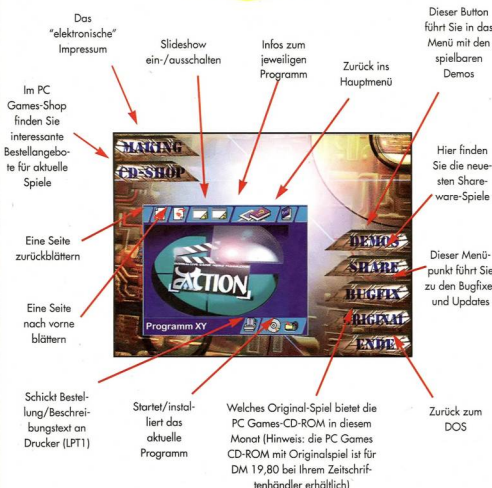 Das
"elektronische"
Impressum
Slideshow
ein-/ausschalten
Infos zum
jeweiligen
Programm
Zurück ins
Hauptmenü
Dieser Button
führt Sie in das
Menü mit den
spielbaren
Demos
Im PC
Games-Shop
finden Sie
interessante
Bestellangebo-
te für aktuelle
Spiele
Hier finden
Sie die neue-
sten Share-
ware-Spiele
Eine Seite
zurückblättern
Dieser Menü-
punkt führt Sie
zu den Bugfixes
und Updates
Eine Seite
nach vorne
blättern
MAKING
CD-SHOP
ACTION
Programm XY
DEMOS
SHARE
BUGFIX
ORIGINAL
ENDE
Schickt Bestel-
lung/Beschrei-
bungstext an
Drucker (LPT1)
Startet/instal-
liert das
aktuelle
Programm
Welches Original-Spiel bietet die
PC Games-CD-ROM in diesem
Monat (Hinweis: die PC Games
CD-ROM mit Originalspiel ist für
DM 19,80 bei Ihrem Zeitschrif-
tenhändler erhältlich)
Zurück zum
DOS